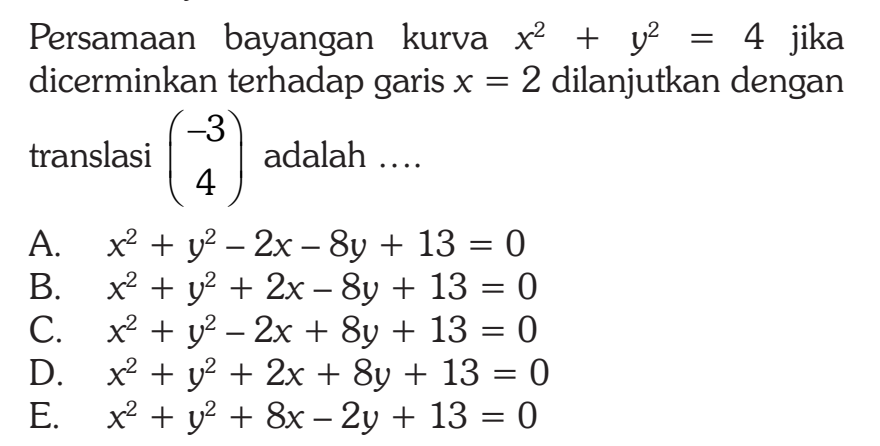 Persamaan bayangan kurva x² + y² = 4 jika
dicerminkan terhadap garis x = 2 dilanjutkan dengan
translasi (–3 4) adalah ....
A. x² + y² – 2x – 8y + 13 = 0
B. x² + y² + 2x – 8y + 13 = 0
C. x² + y² – 2x + 8y + 13 = 0
D. x² + y² + 2x + 8y + 13 = 0
E. x² + y² + 8x – 2y + 13 = 0